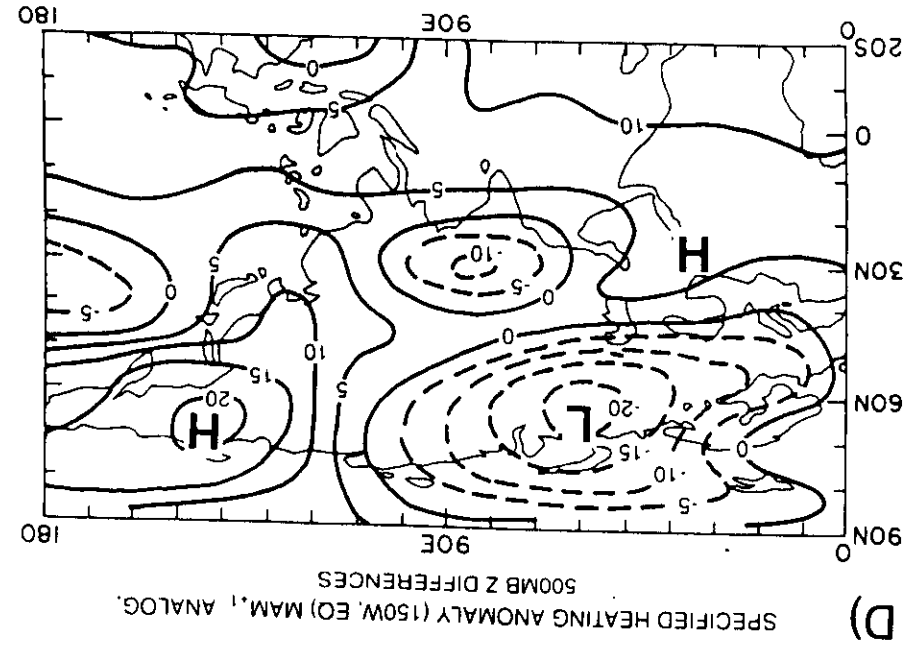 D)
SPECIFIED HEATING ANOMALY (150W, EQ) MAM+1 ANALOG.
500MB Z DIFFERENCES
0 90E 180
90N
60N
30N
0
20S
0 90E 180
-5
-10
-15
-20
L
0
0
-5
-10
0
5
10
15
20
H
5
0
-5
H
5
10
5
0